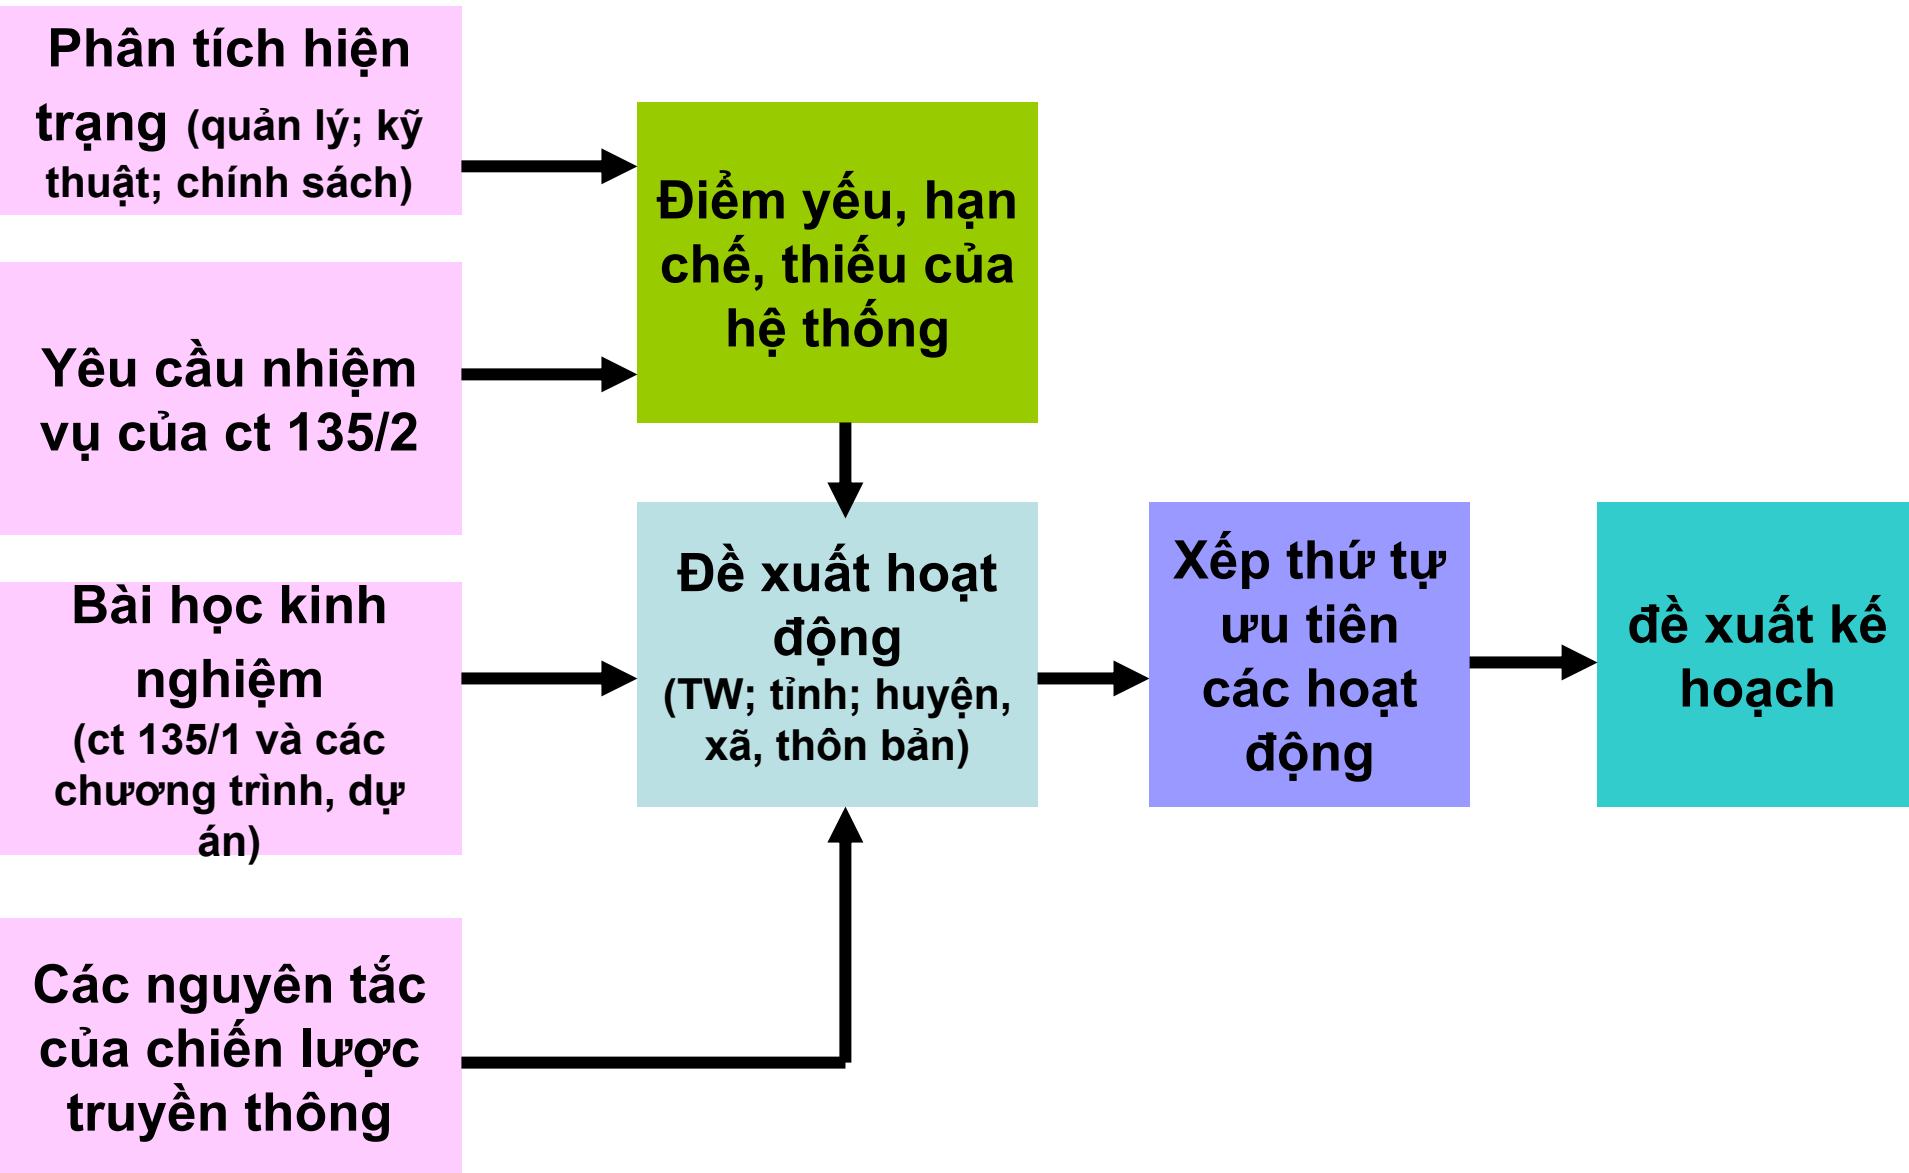 Phân tích hiện
trạng (quản lý; kỹ
thuật; chính sách)
Yêu cầu nhiệm
vụ của ct 135/2
Bài học kinh
nghiệm
(ct 135/1 và các
chương trình, dự
án)
Các nguyên tắc
của chiến lược
truyền thông
Điểm yếu, hạn
chế, thiếu của
hệ thống
Đề xuất hoạt
động
(TW; tỉnh; huyện,
xã, thôn bản)
Xếp thứ tự
ưu tiên
các hoạt
động
đề xuất kế
hoạch